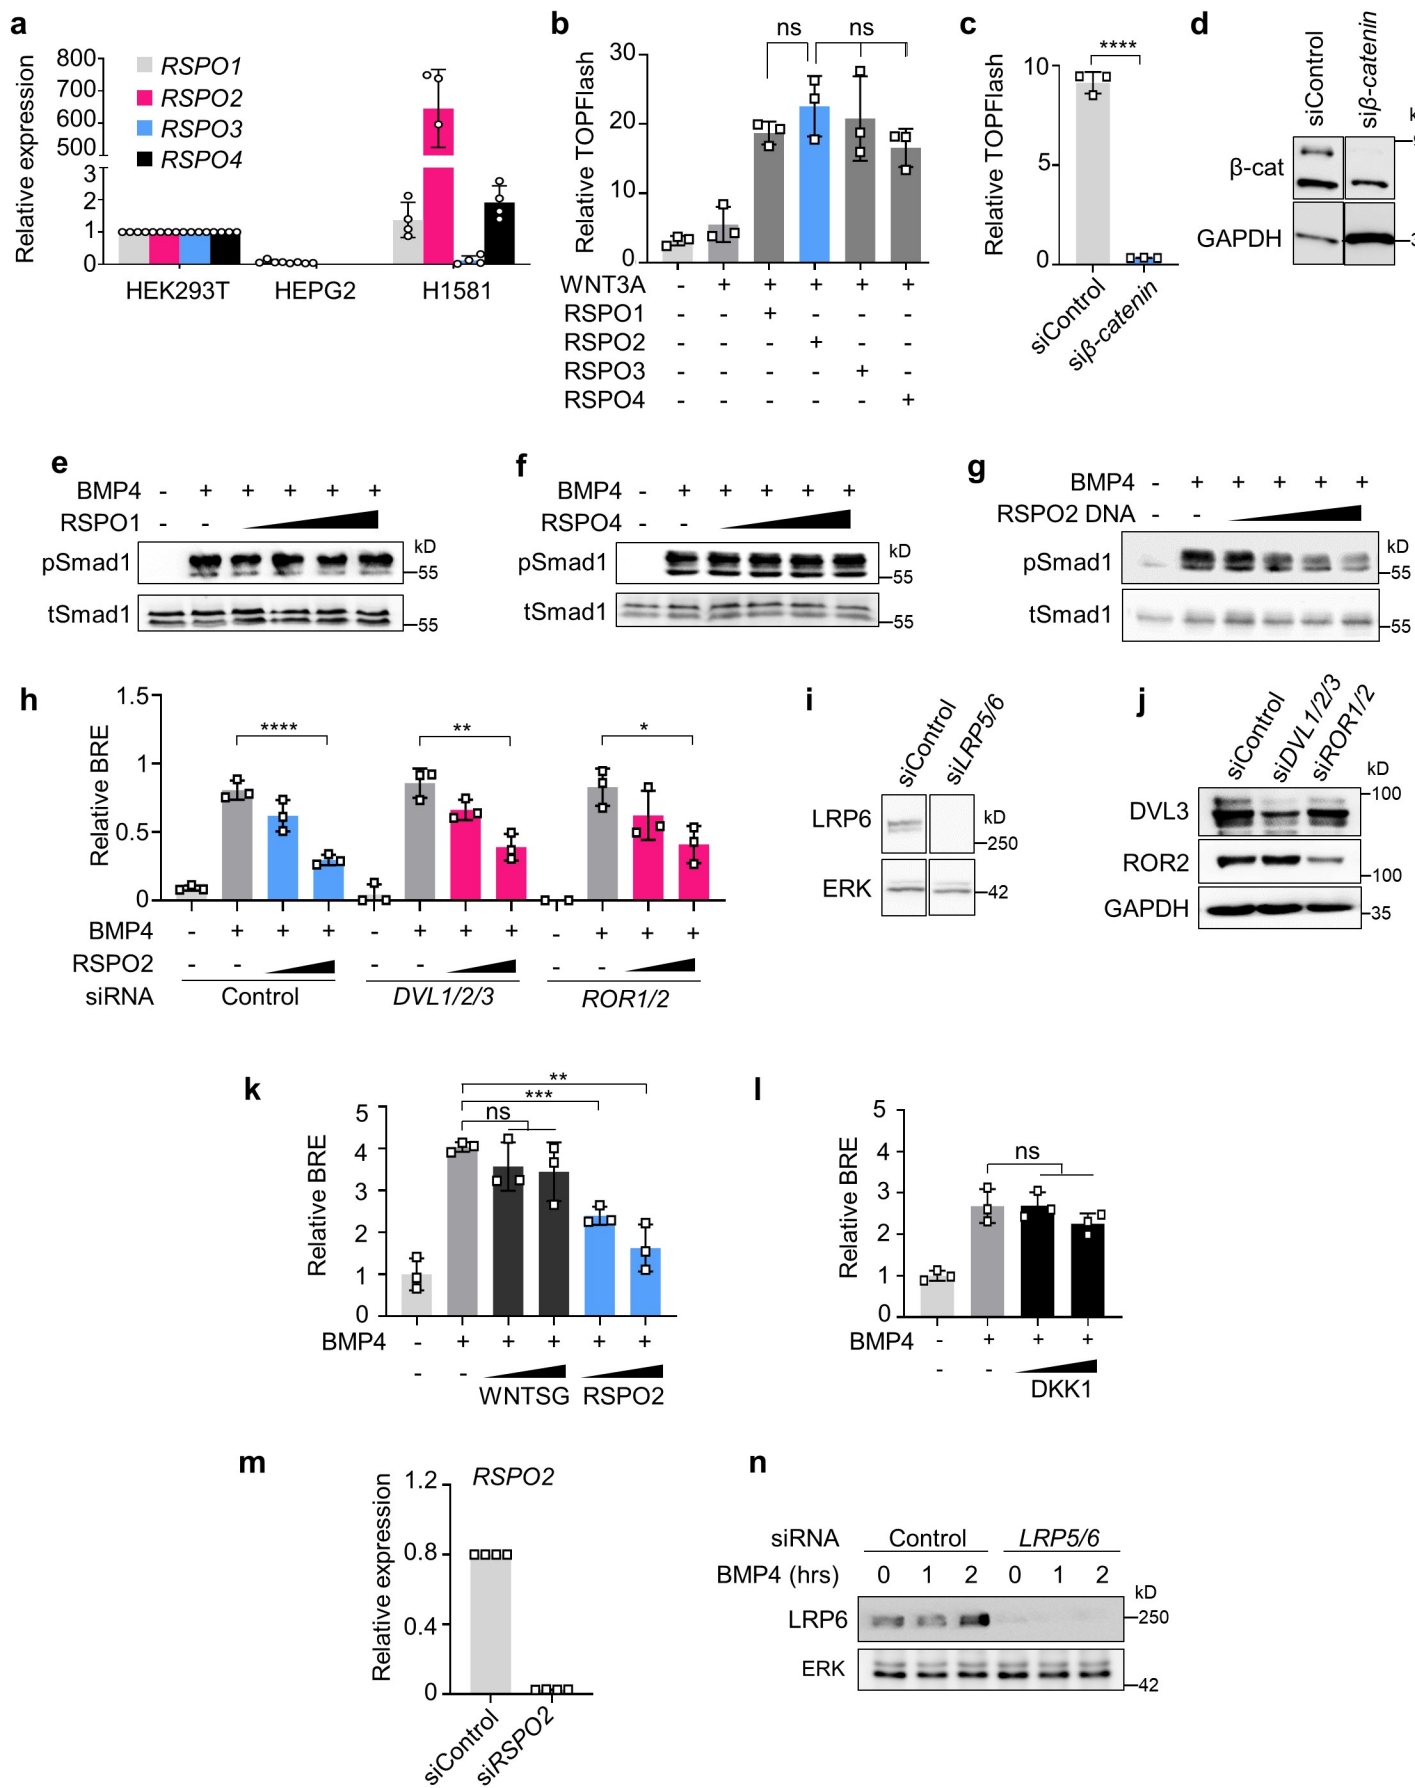 a
Relative expression
800
700
600
500
3
2
1
0
RSPO1
RSPO2
RSPO3
RSPO4
HEK293T HEPG2 H1581
b
Relative TOPFlash
30
20
10
0
ns ns
WNT3A - + + + + +
RSPO1 - - + - - -
RSPO2 - - - + - -
RSPO3 - - - - + -
RSPO4 - - - - - +
c
Relative TOPFlash
10
5
0
****
siControl
siβ-catenin
d
siControl
siβ-catenin
β-cat
GAPDH
e
BMP4 - + + + + +
RSPO1 - -
pSmad1
tSmad1
kD
55
55
f
BMP4 - + + + + +
RSPO4 - -
pSmad1
tSmad1
kD
55
55
g
BMP4 - + + + + +
RSPO2 DNA - -
pSmad1
tSmad1
kD
55
55
h
Relative BRE
1.5
1
0.5
0
**** ** *
BMP4 - + + + - + + + - + + +
RSPO2 - - - - - -
siRNA Control DVL1/2/3 ROR1/2
i
siControl
siLRP5/6
LRP6
ERK
kD
250
42
j
siControl
siDVL1/2/3
siROR1/2
kD
DVL3
ROR2
GAPDH
100
100
35
k
Relative BRE
5
4
3
2
1
0
**
***
ns
BMP4 - + + + + +
- -
WNTSG RSPO2
l
Relative BRE
5
4
3
2
1
0
ns
BMP4 - + + +
- -
DKK1
m
RSPO2
Relative expression
1.2
0.8
0.4
0
siControl
siRSPO2
n
siRNA Control LRP5/6
BMP4 (hrs) 0 1 2 0 1 2
kD
LRP6 250
ERK
42